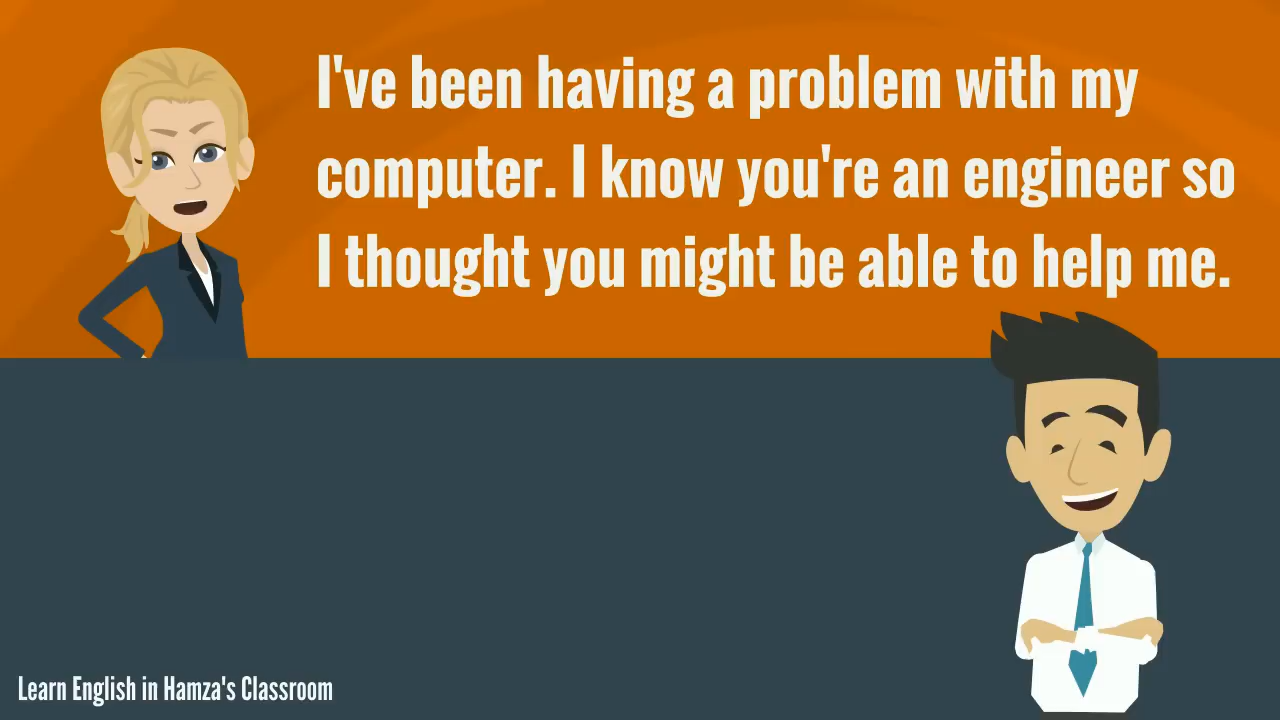 I've been having a problem with my
computer. I know you're an engineer so
I thought you might be able to help me.
Learn English in Hamza's Classroom